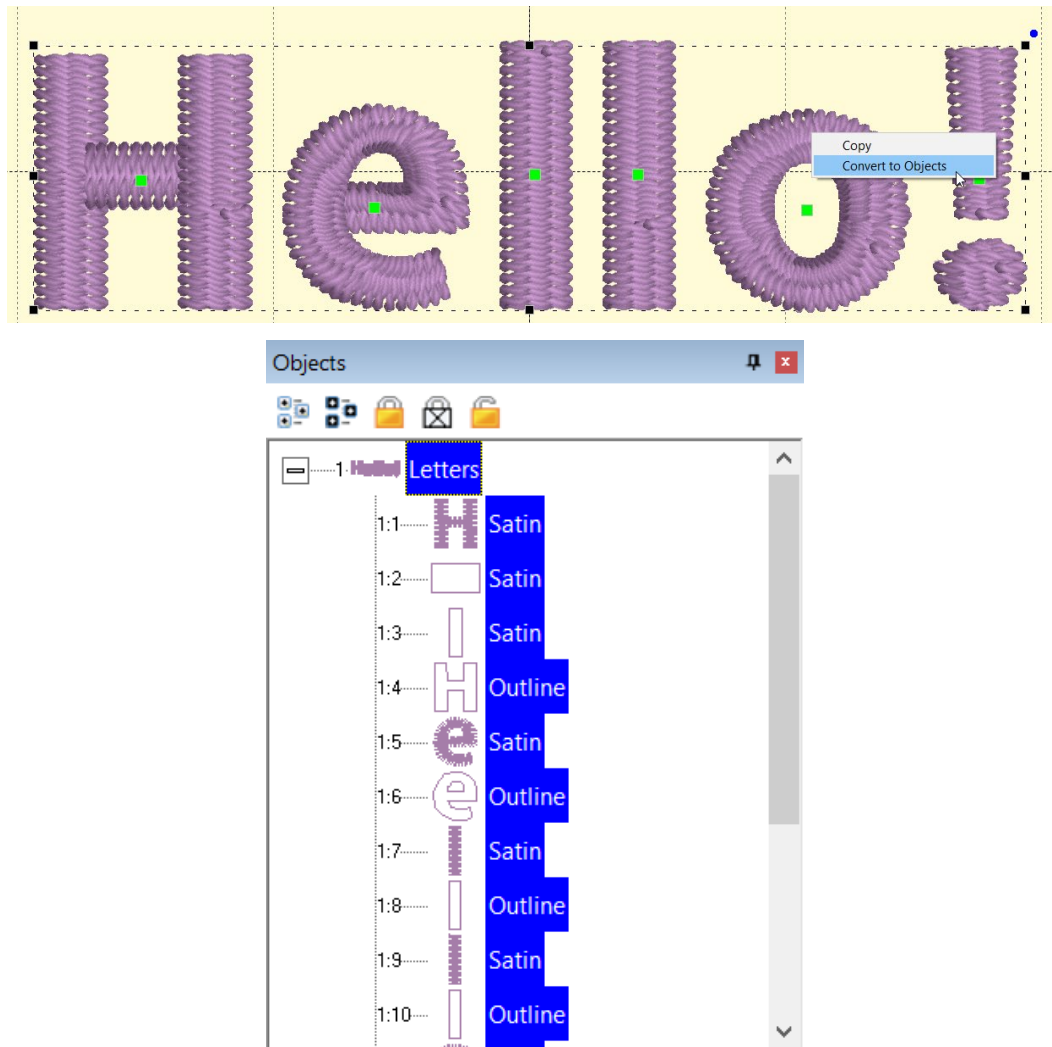 Hello!
Copy
Convert to Objects
Objects
1 Hello! Letters
1:1 H Satin
1:2 Satin
1:3 Satin
1:4 H Outline
1:5 e Satin
1:6 e Outline
1:7 l Satin
1:8 l Outline
1:9 l Satin
1:10 l Outline